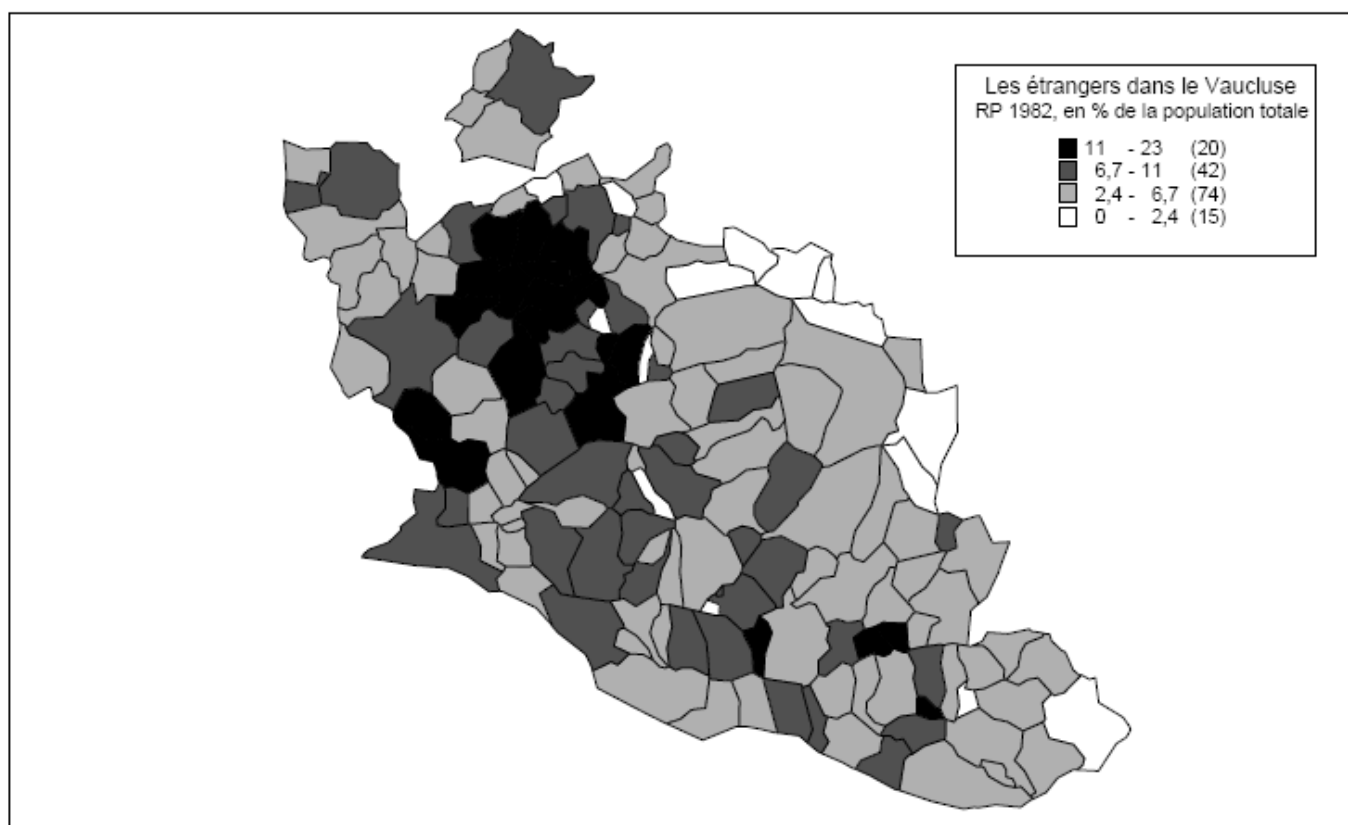 Les étrangers dans le Vaucluse
RP 1982, en % de la population totale
11 - 23 (20)
6,7 - 11 (42)
2,4 - 6,7 (74)
0 - 2,4 (15)